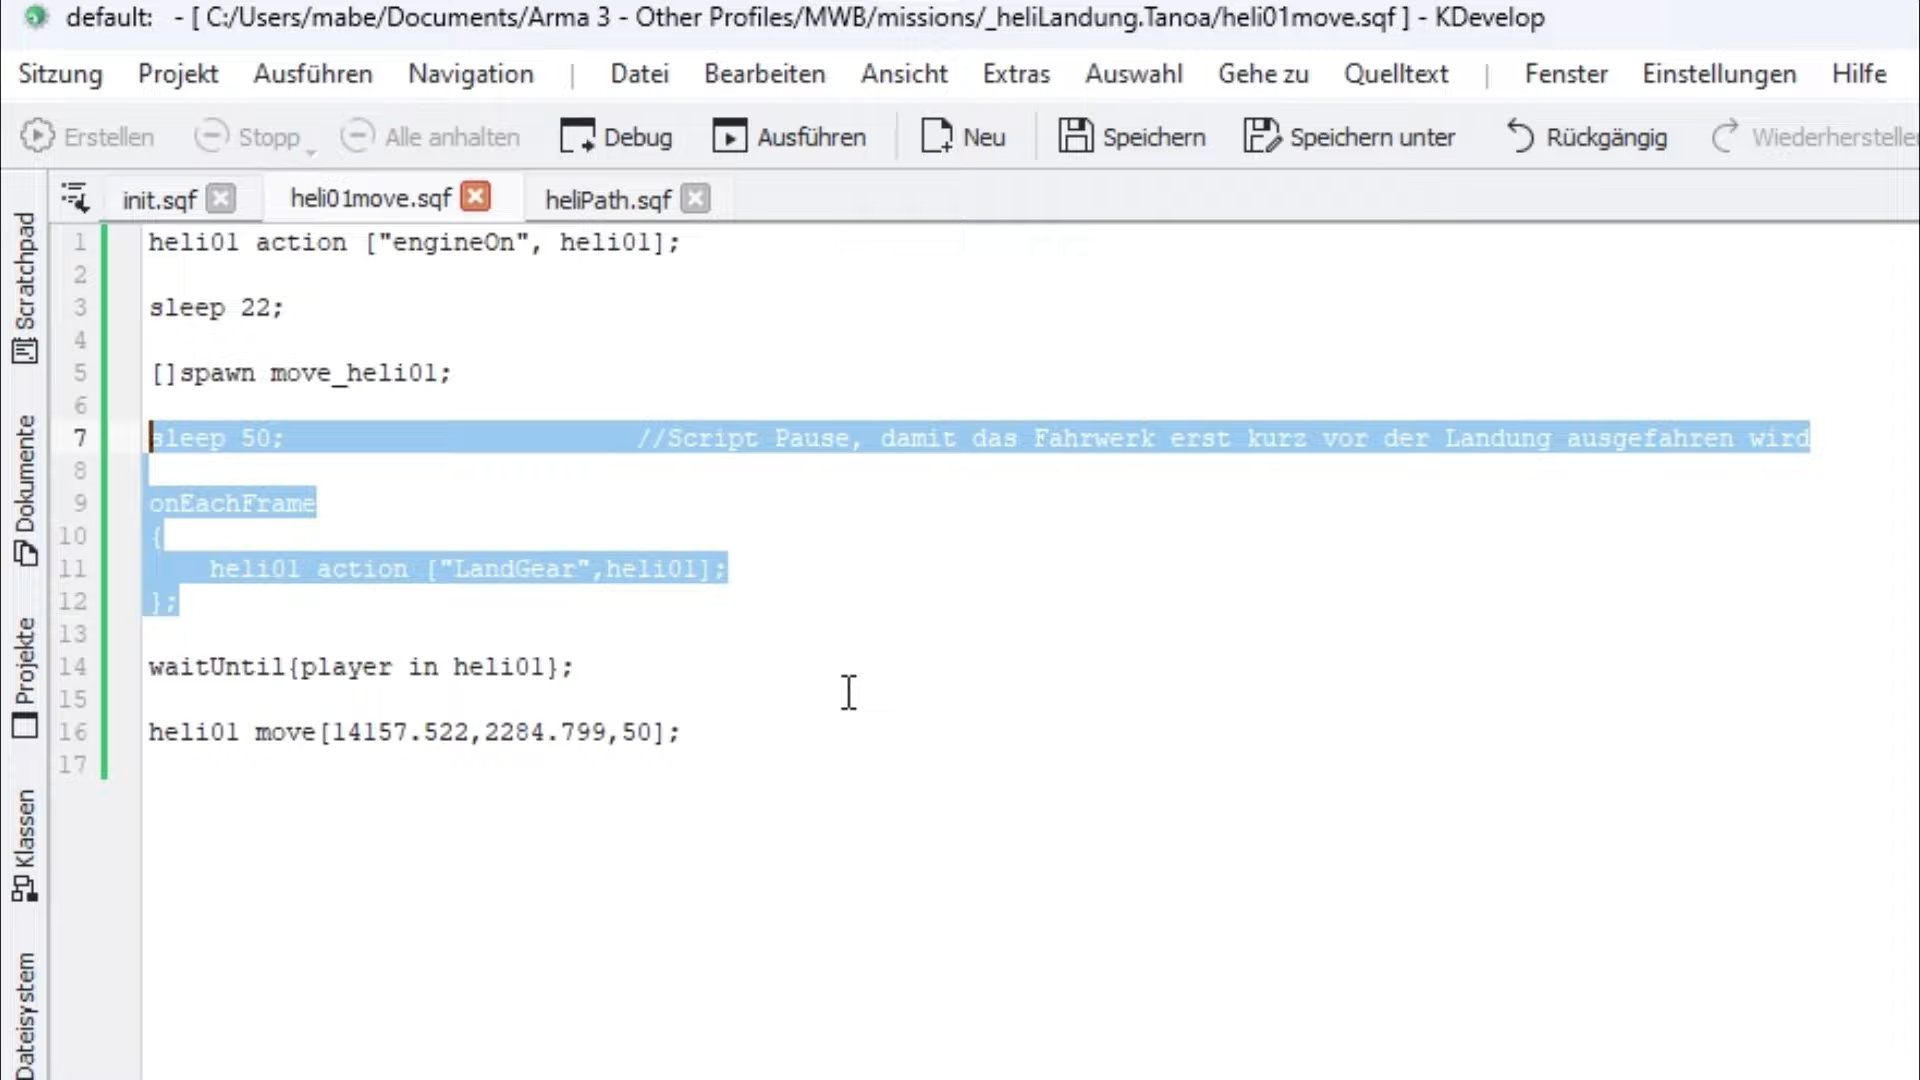 default:   - [ C:/Users/mabe/Documents/Arma 3 - Other Profiles/MWB/missions/_heliLandung.Tanoa/heli01move.sqf ] - KDevelop
Sitzung Projekt Ausführen Navigation | Datei Bearbeiten Ansicht Extras Auswahl Gehe zu Quelltext | Fenster Einstellungen Hilfe
Erstellen Stopp Alle anhalten Debug Ausführen Neu Speichern Speichern unter Rückgängig
init.sqf heli01move.sqf heliPath.sqf
Scratchpad
Dokumente
Projekte
Klassen
Dateisystem
1 heli01 action ["engineOn", heli01];
2
3 sleep 22;
4
5 []spawn move_heli01;
6
7 sleep 50; //Script Pause, damit das Fahrwerk erst kurz vor der Landung ausgefahren wird
8
9 onEachFrame
10 {
11 heli01 action ["LandGear",heli01];
12 };
13
14 waitUntil{player in heli01};
15
16 heli01 move[14157.522,2284.799,50];
17